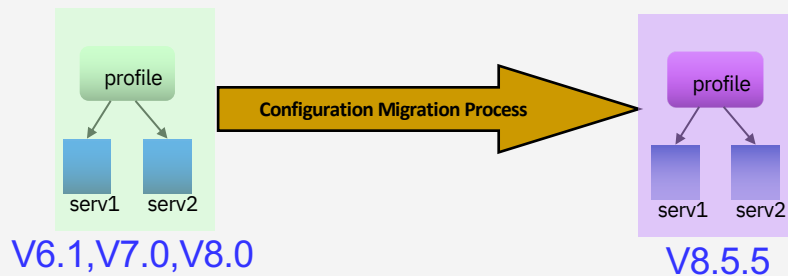 profile
Configuration Migration Process
profile
serv1 serv2
serv1 serv2
V6.1,V7.0,V8.0
V8.5.5